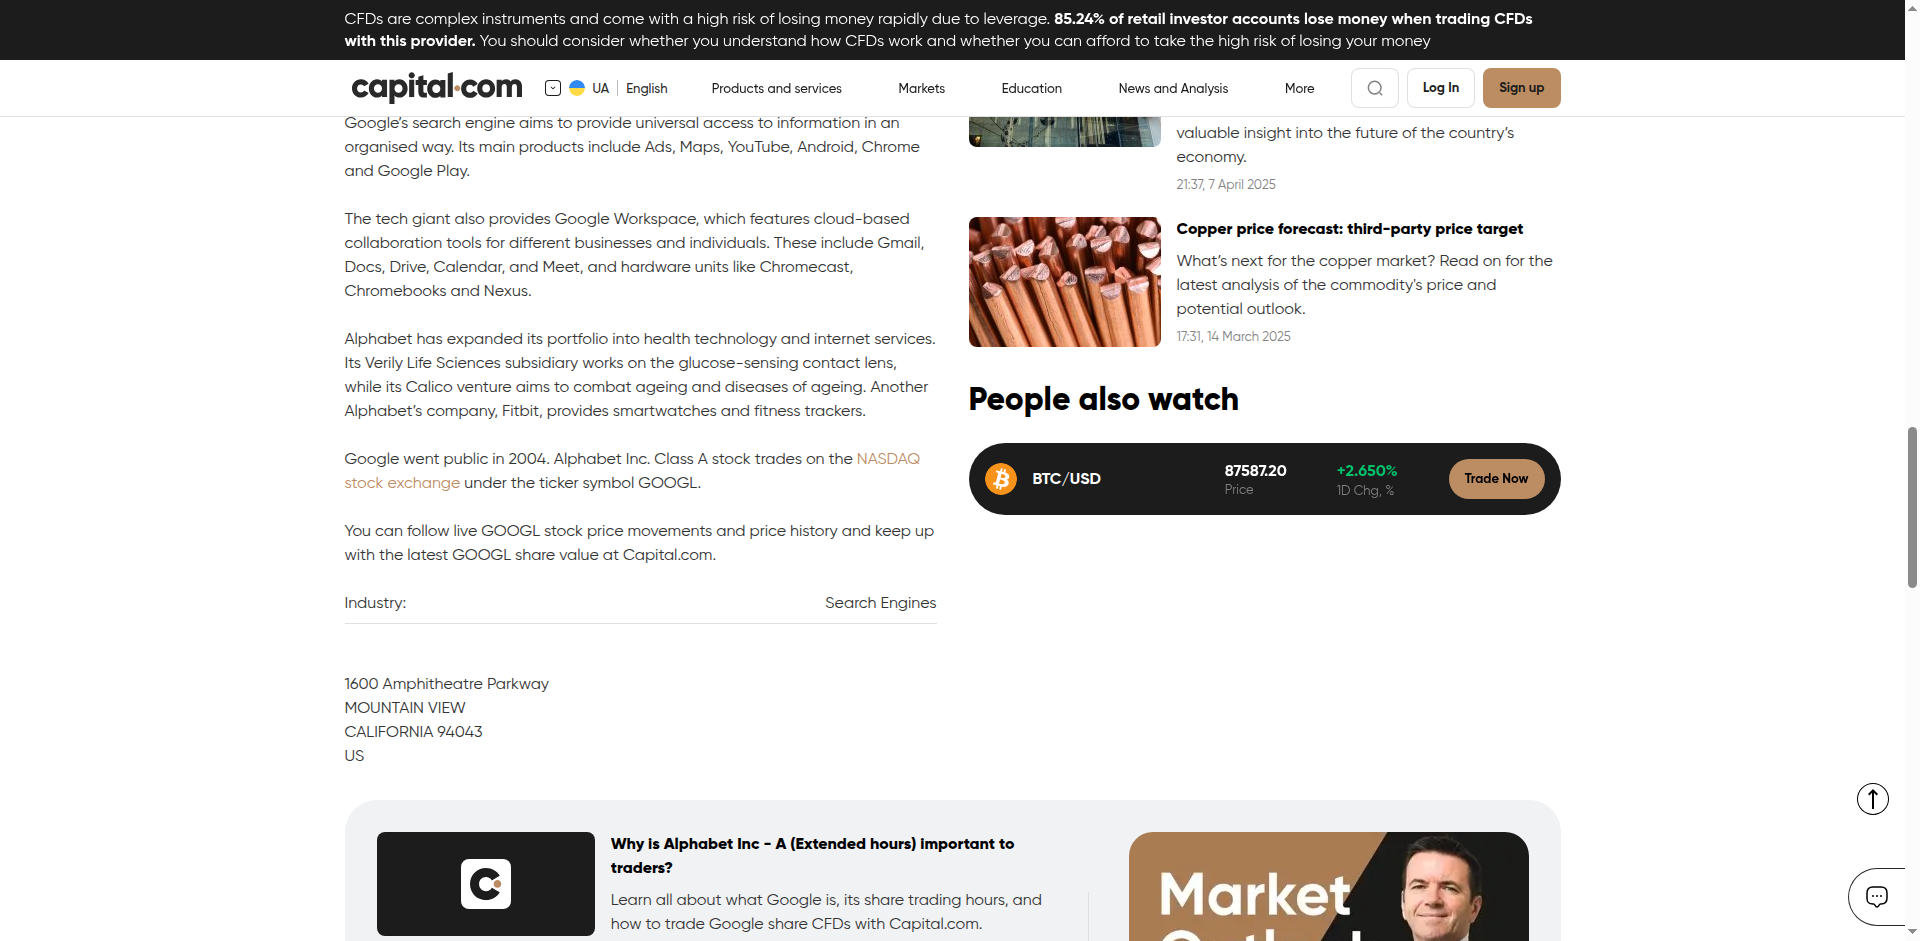 CFDs are complex instruments and come with a high risk of losing money rapidly due to leverage. 85.24% of retail investor accounts lose money when trading CFDs
with this provider. You should consider whether you understand how CFDs work and whether you can afford to take the high risk of losing your money
capital.com
UA English
Products and services
Markets
Education
News and Analysis
More
Log In
Sign up
Google’s search engine aims to provide universal access to information in an
organised way. Its main products include Ads, Maps, YouTube, Android, Chrome
and Google Play.
The tech giant also provides Google Workspace, which features cloud-based
collaboration tools for different businesses and individuals. These include Gmail,
Docs, Drive, Calendar, and Meet, and hardware units like Chromecast,
Chromebooks and Nexus.
Alphabet has expanded its portfolio into health technology and internet services.
Its Verily Life Sciences subsidiary works on the glucose-sensing contact lens,
while its Calico venture aims to combat ageing and diseases of ageing. Another
Alphabet’s company, Fitbit, provides smartwatches and fitness trackers.
Google went public in 2004. Alphabet Inc. Class A stock trades on the NASDAQ
stock exchange under the ticker symbol GOOGL.
You can follow live GOOGL stock price movements and price history and keep up
with the latest GOOGL share value at Capital.com.
Industry: Search Engines
1600 Amphitheatre Parkway
MOUNTAIN VIEW
CALIFORNIA 94043
US
valuable insight into the future of the country’s
economy.
21:37, 7 April 2025
Copper price forecast: third-party price target
What’s next for the copper market? Read on for the
latest analysis of the commodity's price and
potential outlook.
17:31, 14 March 2025
People also watch
BTC/USD
87587.20
Price
+2.650%
1D Chg, %
Trade Now
Why is Alphabet Inc - A (Extended hours) important to
traders?
Learn all about what Google is, its share trading hours, and
how to trade Google share CFDs with Capital.com.
Market